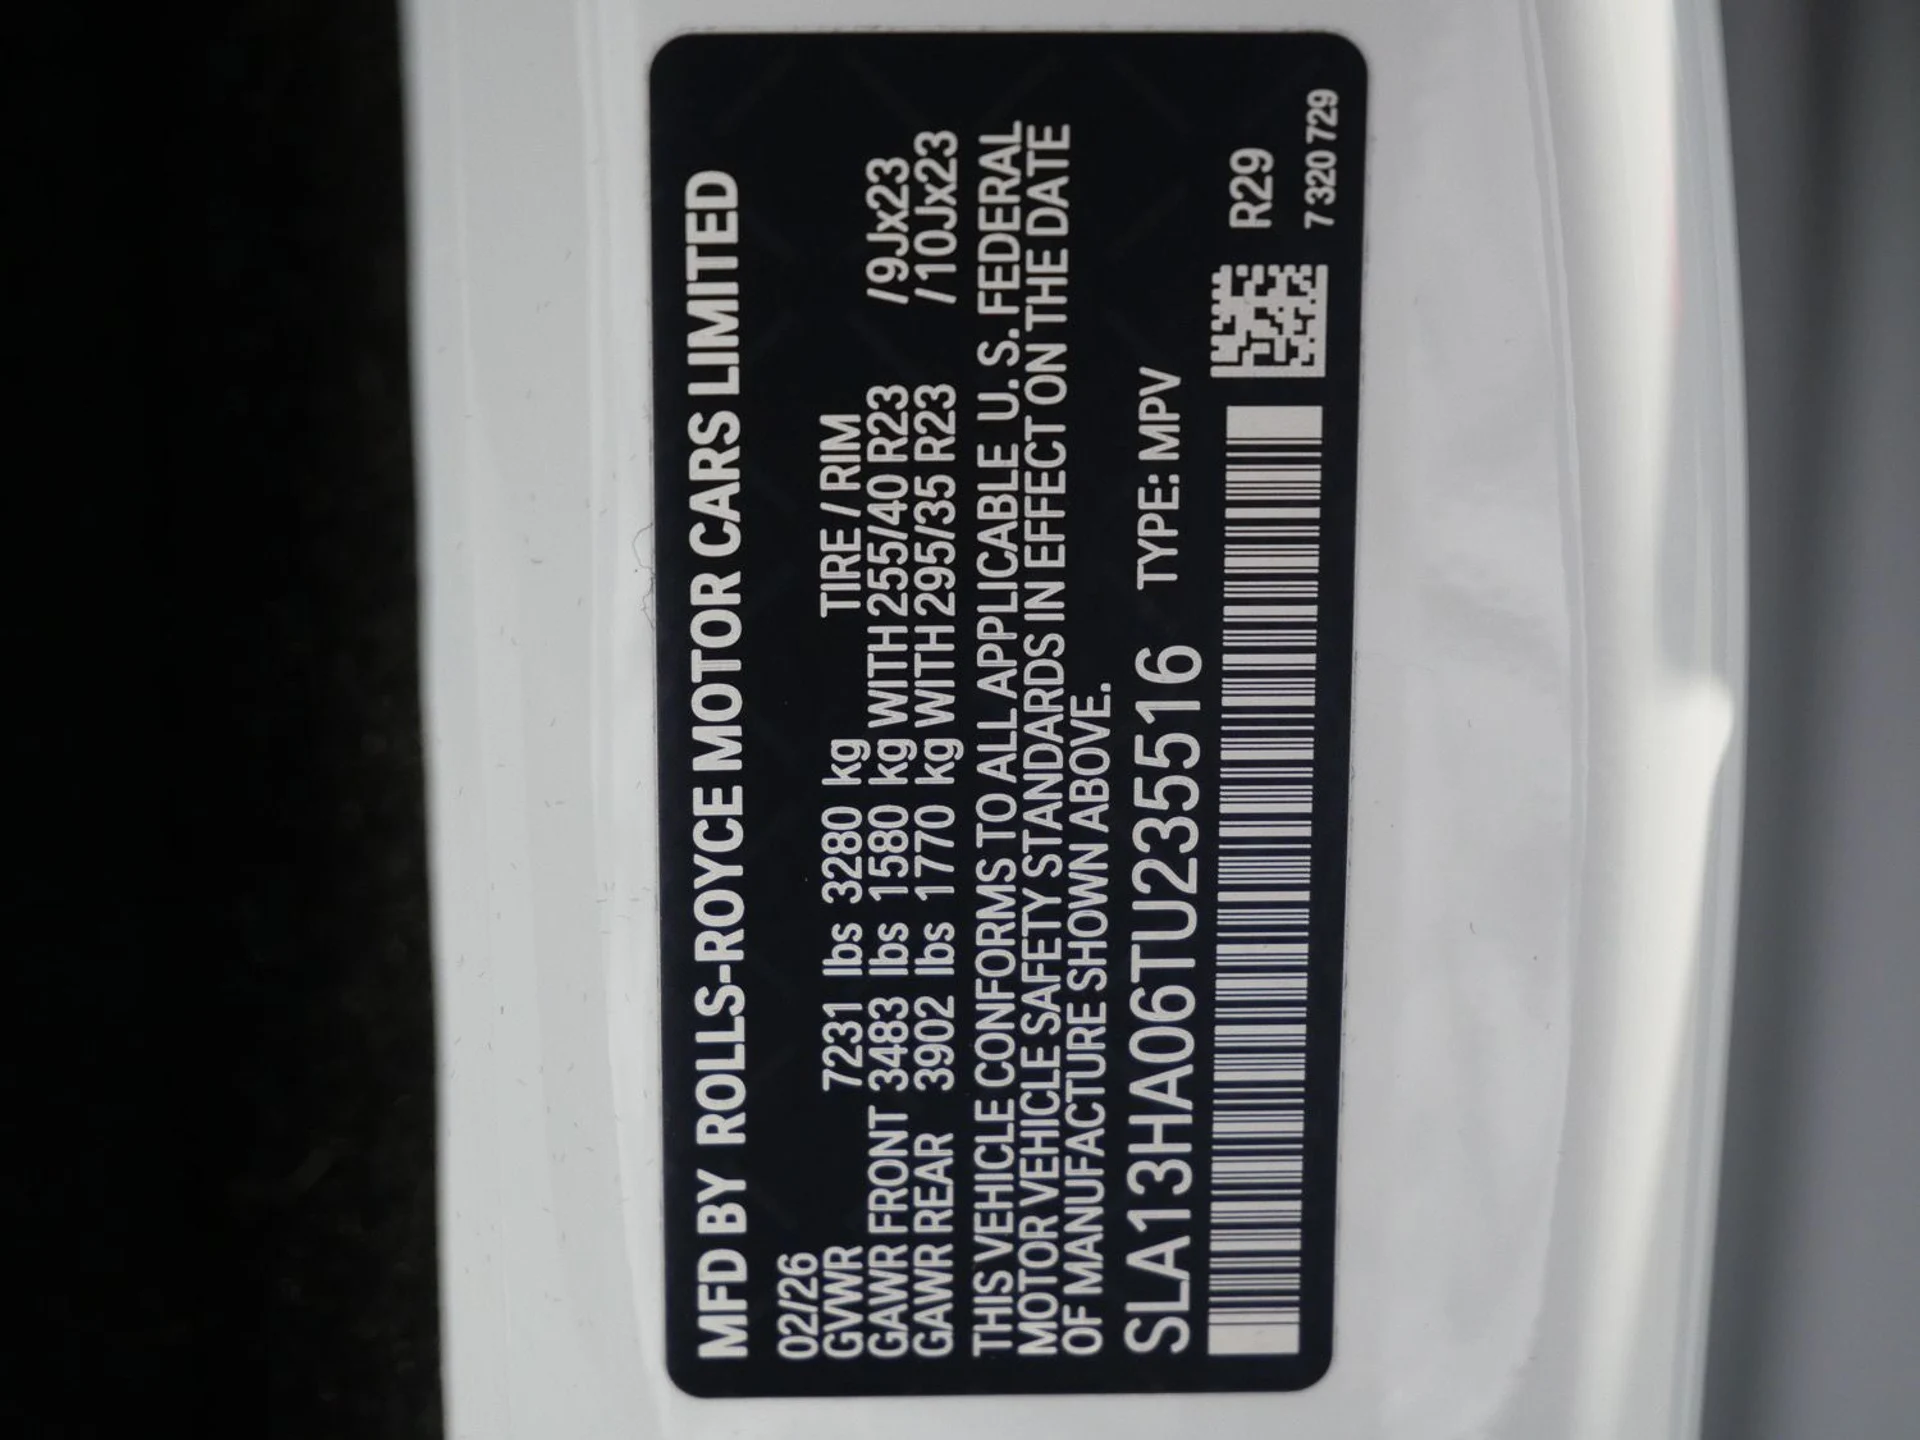 MFD BY ROLLS-ROYCE MOTOR CARS LIMITED
02/26
GVWR 7231 lbs 3280 kg TIRE / RIM
GAWR FRONT 3483 lbs 1580 kg WITH 255/40 R23 /9Jx23
GAWR REAR 3902 lbs 1770 kg WITH 295/35 R23 /10Jx23
THIS VEHICLE CONFORMS TO ALL APPLICABLE U.S. FEDERAL
MOTOR VEHICLE SAFETY STANDARDS IN EFFECT ON THE DATE
OF MANUFACTURE SHOWN ABOVE.
SLA13HA06TU235516 TYPE: MPV
R29
7 320 729